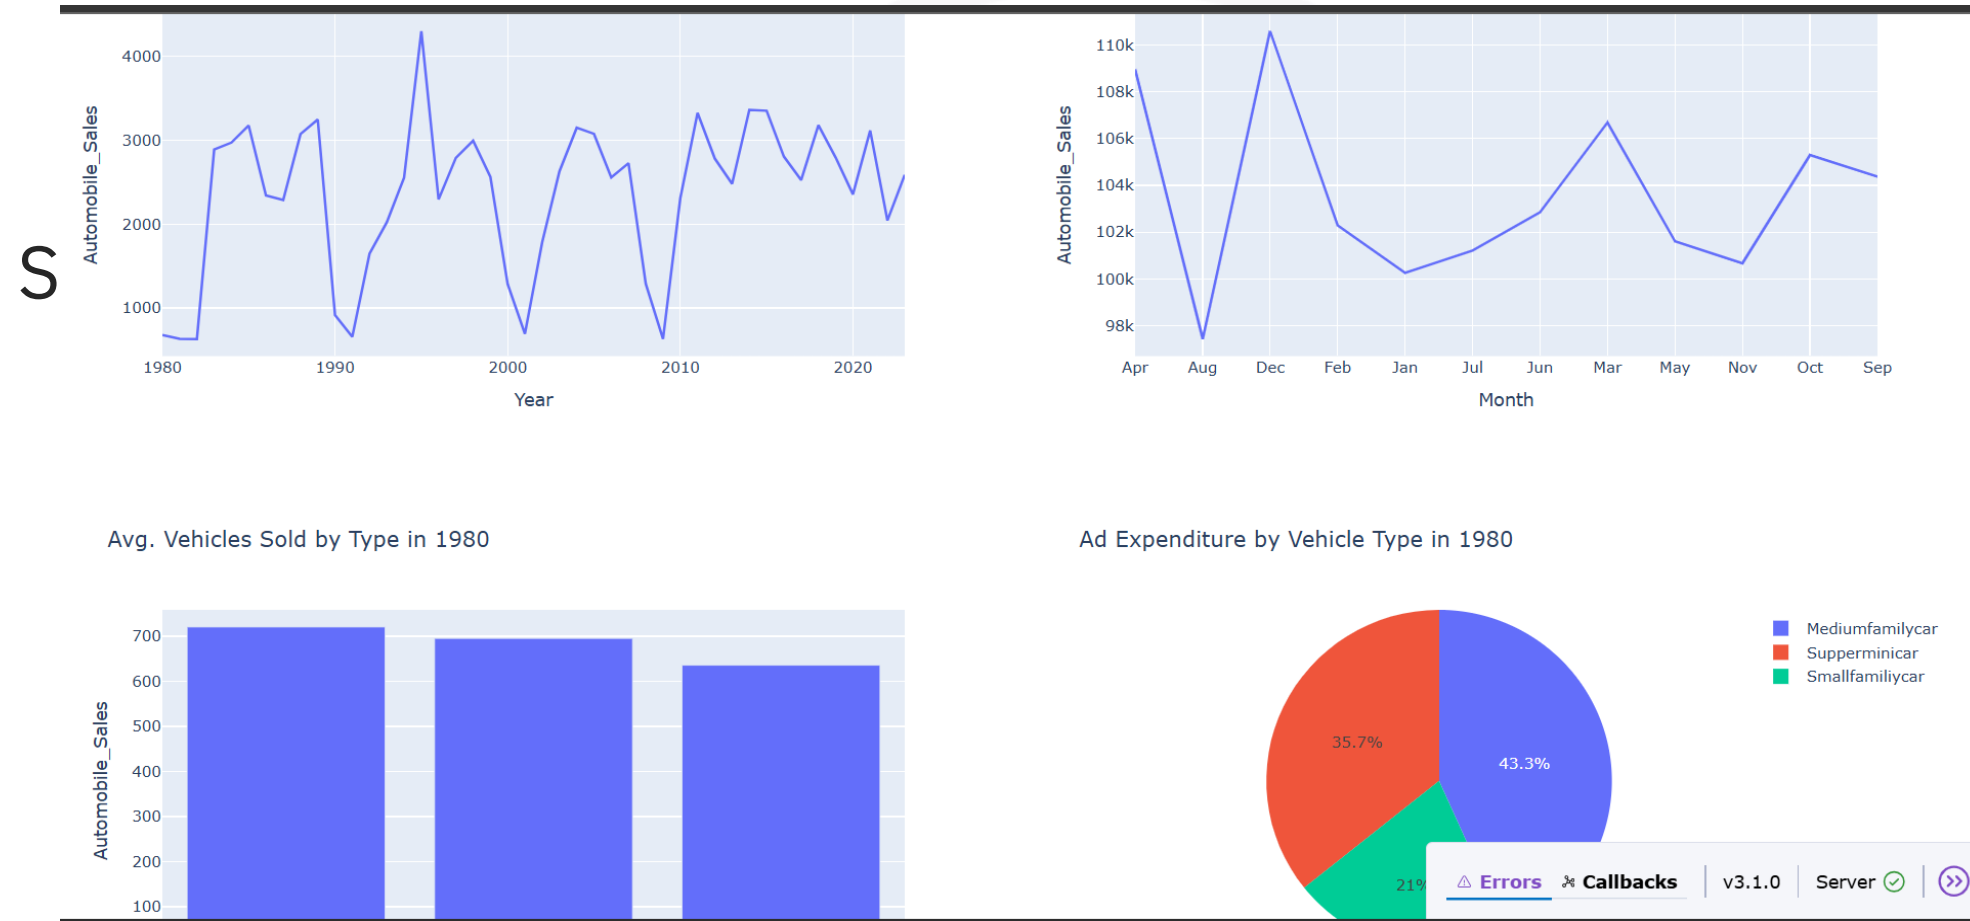 S
4000
3000
2000
1000
Automobile_Sales
1980 1990 2000 2010 2020
Year
110k
108k
106k
104k
102k
100k
98k
Automobile_Sales
Apr Aug Dec Feb Jan Jul Jun Mar May Nov Oct Sep
Month
Avg. Vehicles Sold by Type in 1980
700
600
500
400
300
200
100
Automobile_Sales
Ad Expenditure by Vehicle Type in 1980
35.7%
43.3%
21%
Mediumfamilycar
Supperminicar
Smallfamiliycar
Errors Callbacks v3.1.0 Server